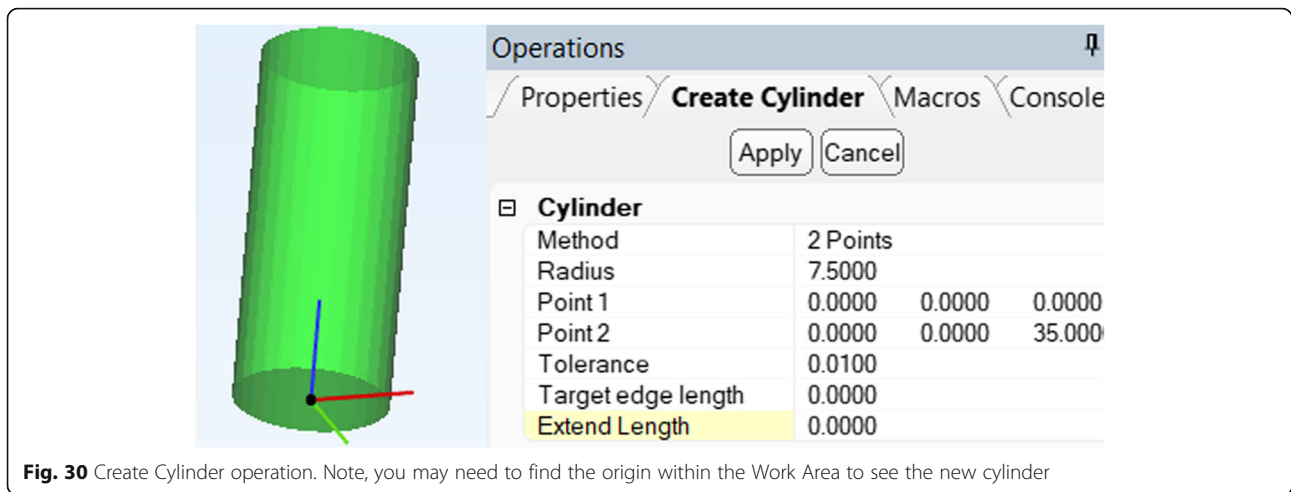 Operations
Properties Create Cylinder Macros Console
Apply Cancel
Cylinder
Method 2 Points
Radius 7.5000
Point 1 0.0000 0.0000 0.0000
Point 2 0.0000 0.0000 35.000
Tolerance 0.0100
Target edge length 0.0000
Extend Length 0.0000
Fig. 30 Create Cylinder operation. Note, you may need to find the origin within the Work Area to see the new cylinder